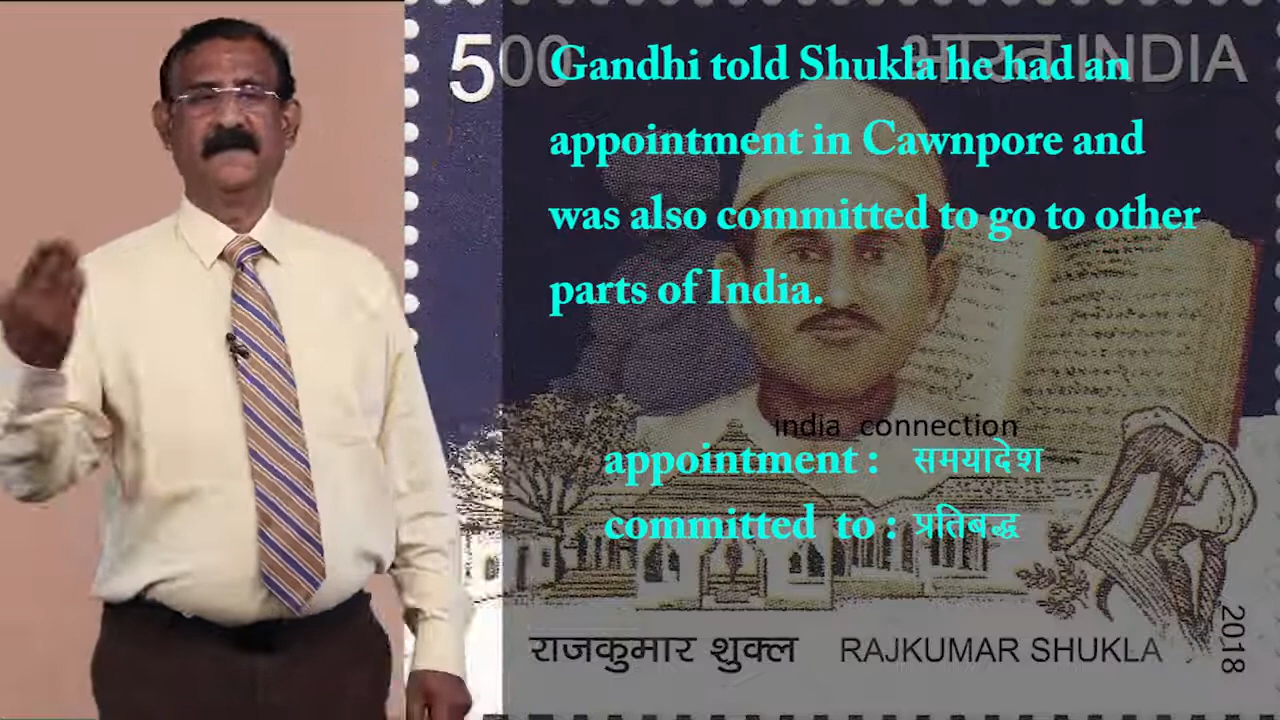 500 भारत INDIA
Gandhi told Shukla he had an
appointment in Cawnpore and
was also committed to go to other
parts of India.
india connection
appointment : समयादेश
committed to : प्रतिबद्ध
राजकुमार शुक्ल RAJKUMAR SHUKLA
2018